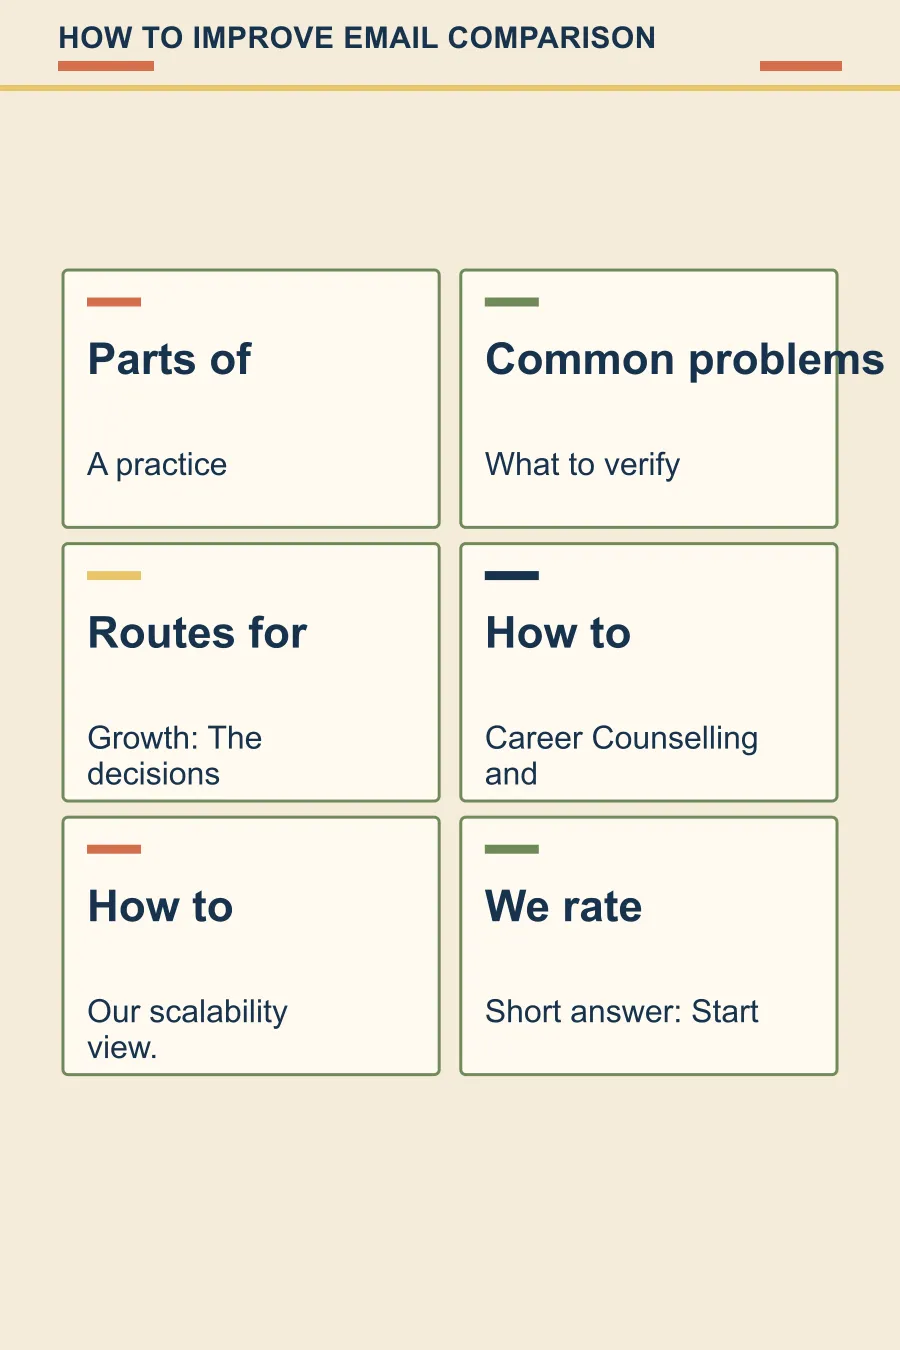 HOW TO IMPROVE EMAIL COMPARISON
Parts of
A practice
Common problems
What to verify
Routes for
Growth: The
decisions
How to
Career Counselling
and
How to
Our scalability
view.
We rate
Short answer: Start